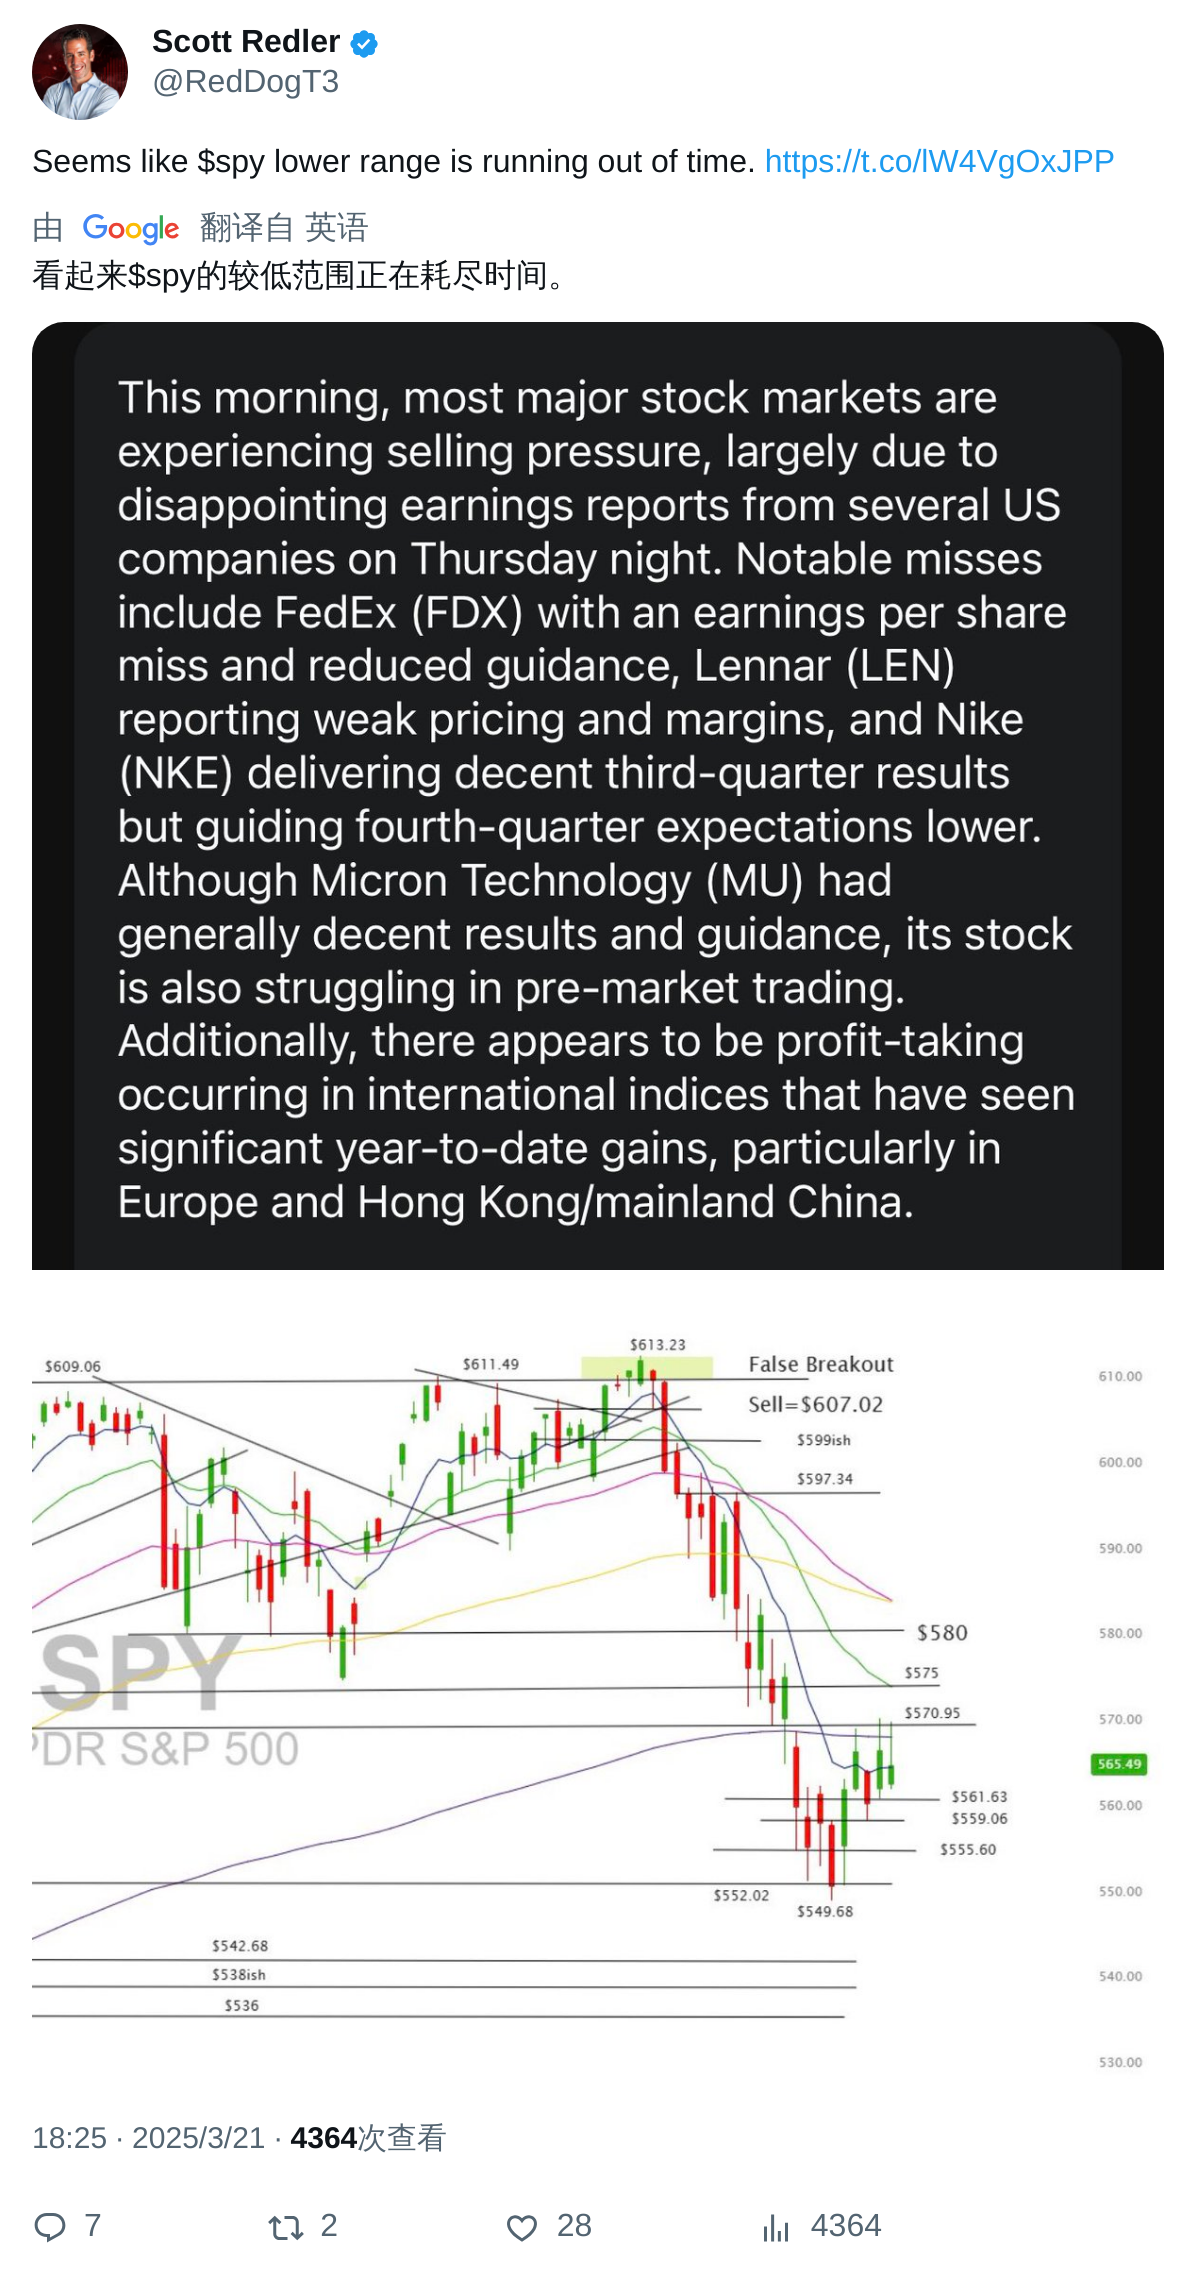 Scott Redler
@RedDogT3
Seems like $spy lower range is running out of time. https://t.co/lW4VgOxJPP
由 Google 翻译自 英语
看起来$spy的较低范围正在耗尽时间。
This morning, most major stock markets are
experiencing selling pressure, largely due to
disappointing earnings reports from several US
companies on Thursday night. Notable misses
include FedEx (FDX) with an earnings per share
miss and reduced guidance, Lennar (LEN)
reporting weak pricing and margins, and Nike
(NKE) delivering decent third-quarter results
but guiding fourth-quarter expectations lower.
Although Micron Technology (MU) had
generally decent results and guidance, its stock
is also struggling in pre-market trading.
Additionally, there appears to be profit-taking
occurring in international indices that have seen
significant year-to-date gains, particularly in
Europe and Hong Kong/mainland China.
$613.23
$609.06
$611.49
False Breakout
610.00
Sell=$607.02
$599ish
600.00
$597.34
590.00
$580
580.00
SPY
$575
$570.95
570.00
PDR S&P 500
565.49
$561.63
560.00
$559.06
$555.60
550.00
$552.02
$549.68
$542.68
$538ish
540.00
$536
530.00
18:25 · 2025/3/21 · 4364次查看
7
2
28
4364